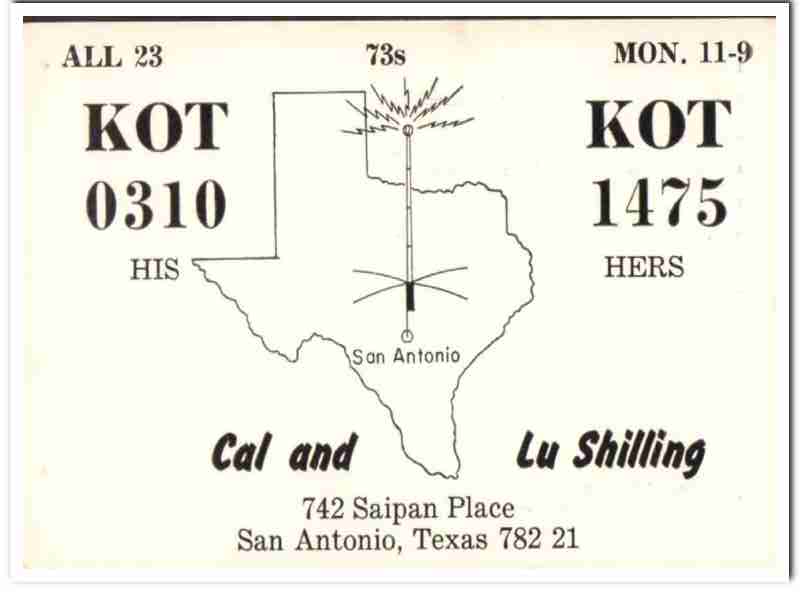 ALL 23 73s MON. 11-9
KOT KOT
0310 1475
HIS HERS
San Antonio
Cal and Lu Shilling
742 Saipan Place
San Antonio, Texas 782 21